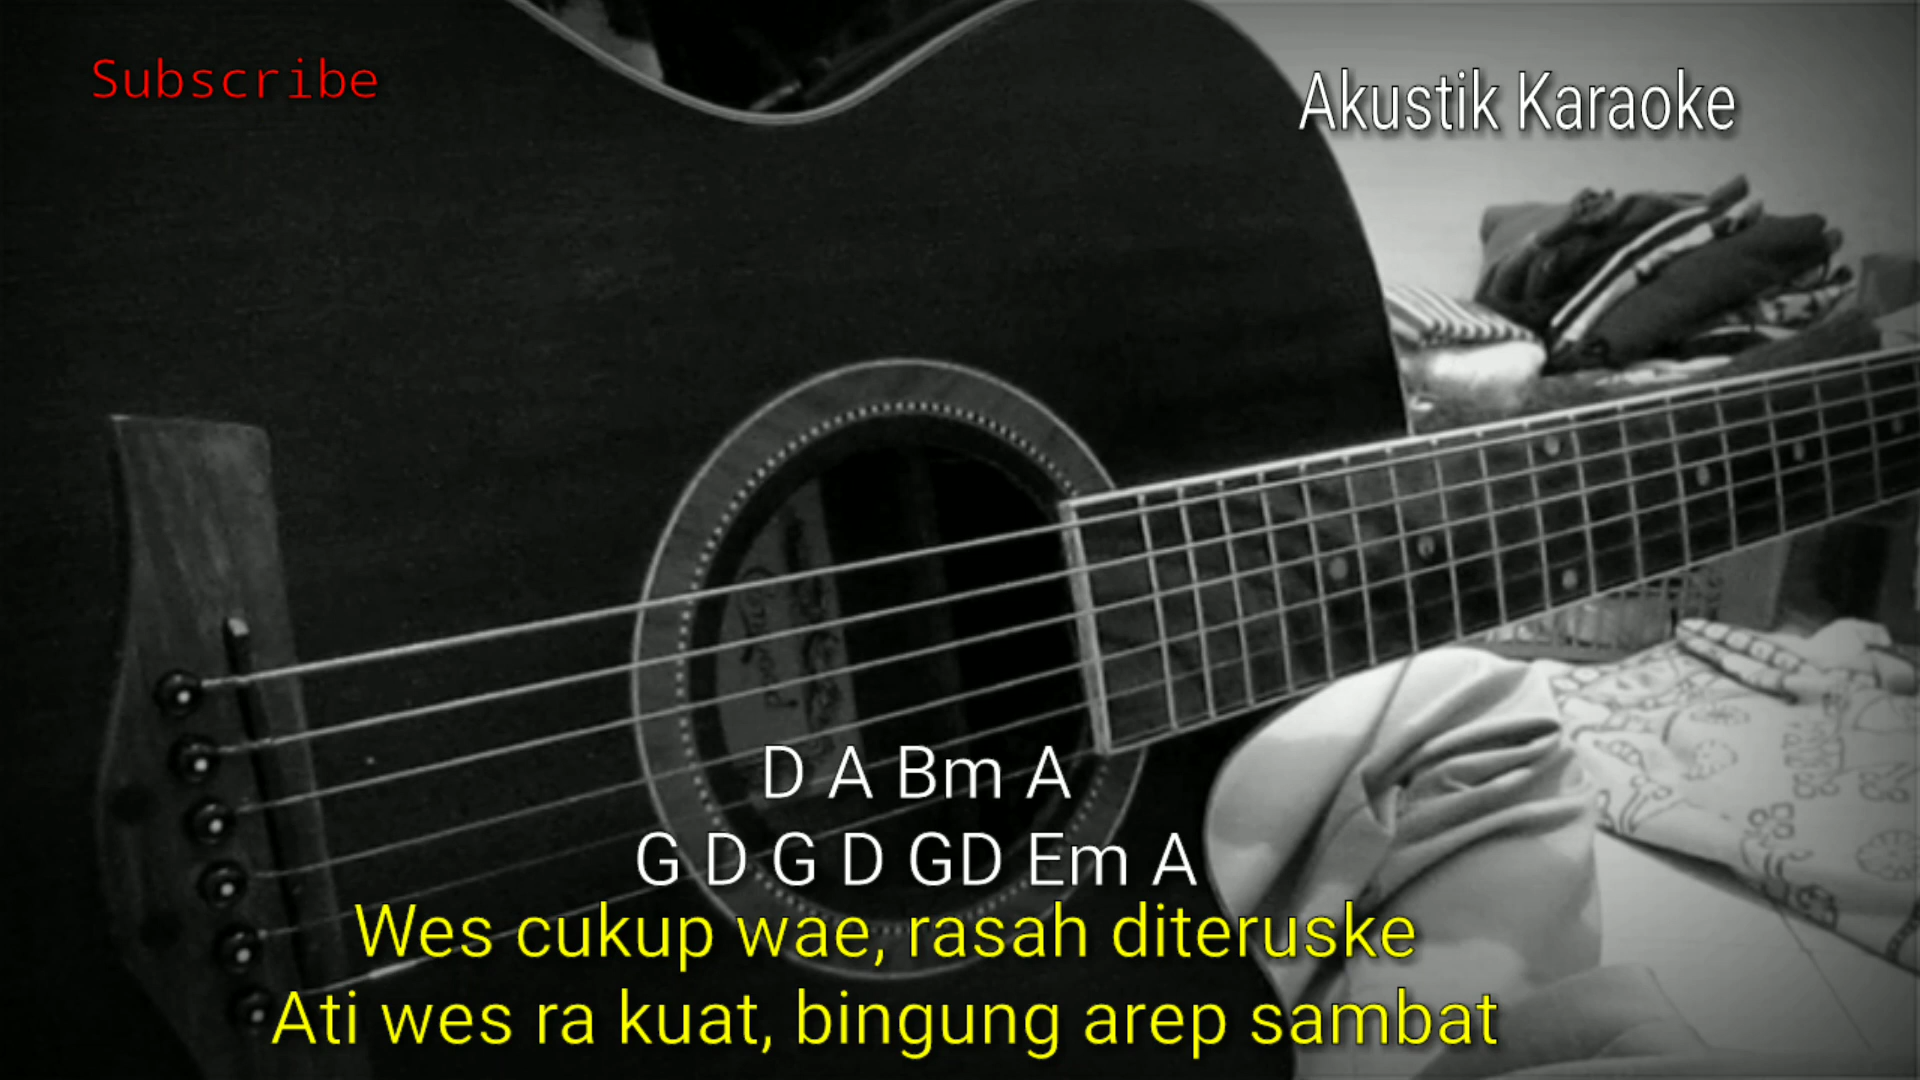 Subscribe
Akustik Karaoke
D A Bm A
G D G D GD Em A
Wes cukup wae, rasah diteruske
Ati wes ra kuat, bingung arep sambat